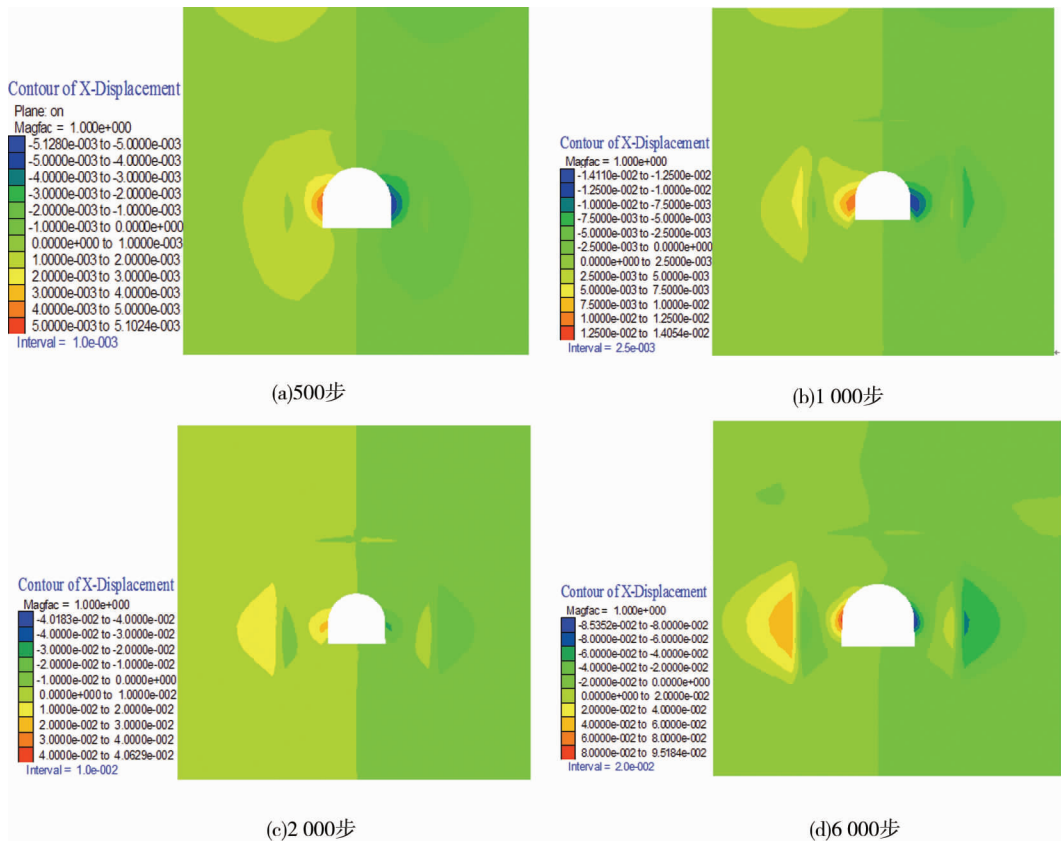 Contour of X-Displacement
Plane: on
Magfac = 1.000e+000
-5.1280e-003 to -5.0000e-003
-5.0000e-003 to -4.0000e-003
-4.0000e-003 to -3.0000e-003
-3.0000e-003 to -2.0000e-003
-2.0000e-003 to -1.0000e-003
-1.0000e-003 to 0.0000e+000
0.0000e+000 to 1.0000e-003
1.0000e-003 to 2.0000e-003
2.0000e-003 to 3.0000e-003
3.0000e-003 to 4.0000e-003
4.0000e-003 to 5.0000e-003
5.0000e-003 to 5.1024e-003
Interval = 1.0e-003
(a)500步
Contour of X-Displacement
Magfac = 1.000e+000
-1.4110e-002 to -1.2500e-002
-1.2500e-002 to -1.0000e-002
-1.0000e-002 to -7.5000e-003
-7.5000e-003 to -5.0000e-003
-5.0000e-003 to -2.5000e-003
-2.5000e-003 to 0.0000e+000
0.0000e+000 to 2.5000e-003
2.5000e-003 to 5.0000e-003
5.0000e-003 to 7.5000e-003
7.5000e-003 to 1.0000e-002
1.0000e-002 to 1.2500e-002
1.2500e-002 to 1.4054e-002
Interval = 2.5e-003
(b)1 000步
Contour of X-Displacement
Magfac = 1.000e+000
-4.0183e-002 to -4.0000e-002
-4.0000e-002 to -3.0000e-002
-3.0000e-002 to -2.0000e-002
-2.0000e-002 to -1.0000e-002
-1.0000e-002 to 0.0000e+000
0.0000e+000 to 1.0000e-002
1.0000e-002 to 2.0000e-002
2.0000e-002 to 3.0000e-002
3.0000e-002 to 4.0000e-002
4.0000e-002 to 4.0629e-002
Interval = 1.0e-002
(c)2 000步
Contour of X-Displacement
Magfac = 1.000e+000
-8.5352e-002 to -8.0000e-002
-8.0000e-002 to -6.0000e-002
-6.0000e-002 to -4.0000e-002
-4.0000e-002 to -2.0000e-002
-2.0000e-002 to 0.0000e+000
0.0000e+000 to 2.0000e-002
2.0000e-002 to 4.0000e-002
4.0000e-002 to 6.0000e-002
6.0000e-002 to 8.0000e-002
8.0000e-002 to 9.5184e-002
Interval = 2.0e-002
(d)6 000步